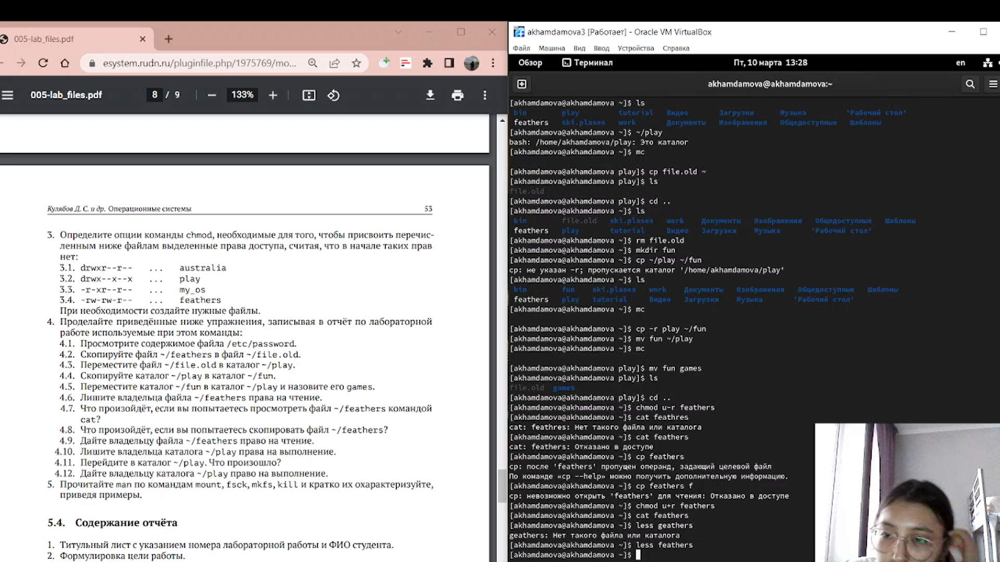 005-lab_files.pdf
esystem.rudn.ru/pluginfile.php/1975769/mo...
005-lab_files.pdf
8 / 9
133%
Кулябов Д. С. и др. Операционные системы 53
3. Определите опции команды chmod, необходимые для того, чтобы присвоить перечис-
ленным ниже файлам выделенные права доступа, считая, что в начале таких прав
нет:
3.1. drwxr--r-- ... australia
3.2. drwx--x--x ... play
3.3. -r-xr--r-- ... my_os
3.4. -rw-rw-r-- ... feathers
При необходимости создайте нужные файлы.
4. Проделайте приведённые ниже упражнения, записывая в отчёт по лабораторной
работе используемые при этом команды:
4.1. Просмотрите содержимое файла /etc/password.
4.2. Скопируйте файл ~/feathers в файл ~/file.old.
4.3. Переместите файл ~/file.old в каталог ~/play.
4.4. Скопируйте каталог ~/play в каталог ~/fun.
4.5. Переместите каталог ~/fun в каталог ~/play и назовите его games.
4.6. Лишите владельца файла ~/feathers права на чтение.
4.7. Что произойдёт, если вы попытаетесь просмотреть файл ~/feathers командой
cat?
4.8. Что произойдёт, если вы попытаетесь скопировать файл ~/feathers?
4.9. Дайте владельцу файла ~/feathers право на чтение.
4.10. Лишите владельца каталога ~/play права на выполнение.
4.11. Перейдите в каталог ~/play. Что произошло?
4.12. Дайте владельцу каталога ~/play право на выполнение.
5. Прочитайте man по командам mount, fsck, mkfs, kill и кратко их охарактеризуйте,
приведя примеры.
5.4. Содержание отчёта
1. Титульный лист с указанием номера лабораторной работы и ФИО студента.
2. Формулировка цели работы.
akhamdamova3 [Работает] - Oracle VM VirtualBox
Файл Машина Вид Ввод Устройства Справка
Обзор Терминал Пт, 10 марта 13:28 en
akhamdamova@akhamdamova:~
[akhamdamova@akhamdamova ~]$ ls
bin play tutorial Видео Загрузки Музыка 'Рабочий стол'
feathers ski.plases work Документы Изображения Общедоступные Шаблоны
[akhamdamova@akhamdamova ~]$ ~/play
bash: /home/akhamdamova/play: Это каталог
[akhamdamova@akhamdamova ~]$ mc
[akhamdamova@akhamdamova play]$ cp file.old ~
[akhamdamova@akhamdamova play]$ ls
file.old
[akhamdamova@akhamdamova play]$ cd ..
[akhamdamova@akhamdamova ~]$ ls
bin file.old ski.plases work Документы Изображения Общедоступные Шаблоны
feathers play tutorial Видео Загрузки Музыка 'Рабочий стол'
[akhamdamova@akhamdamova ~]$ rm file.old
[akhamdamova@akhamdamova ~]$ mkdir fun
[akhamdamova@akhamdamova ~]$ cp ~/play ~/fun
cp: не указан -r; пропускается каталог '/home/akhamdamova/play'
[akhamdamova@akhamdamova ~]$ ls
bin fun ski.plases work Документы Изображения Общедоступные Шаблоны
feathers play tutorial Видео Загрузки Музыка 'Рабочий стол'
[akhamdamova@akhamdamova ~]$ mc
[akhamdamova@akhamdamova ~]$ cp -r play ~/fun
[akhamdamova@akhamdamova ~]$ mv fun ~/play
[akhamdamova@akhamdamova ~]$ mc
[akhamdamova@akhamdamova play]$ mv fun games
[akhamdamova@akhamdamova play]$ ls
file.old games
[akhamdamova@akhamdamova play]$ cd ..
[akhamdamova@akhamdamova ~]$ chmod u-r feathers
[akhamdamova@akhamdamova ~]$ cat feathres
cat: feathres: Нет такого файла или каталога
[akhamdamova@akhamdamova ~]$ cat feathers
cat: feathers: Отказано в доступе
[akhamdamova@akhamdamova ~]$ cp feathers
cp: после 'feathers' пропущен операнд, задающий целевой файл
По команде «cp --help» можно получить дополнительную информацию.
[akhamdamova@akhamdamova ~]$ cp feathers f
cp: невозможно открыть 'feathers' для чтения: Отказано в доступе
[akhamdamova@akhamdamova ~]$ chmod u+r feathers
[akhamdamova@akhamdamova ~]$ cat feathers
[akhamdamova@akhamdamova ~]$ less geathers
geathers: Нет такого файла или каталога
[akhamdamova@akhamdamova ~]$ less feathers
[akhamdamova@akhamdamova ~]$